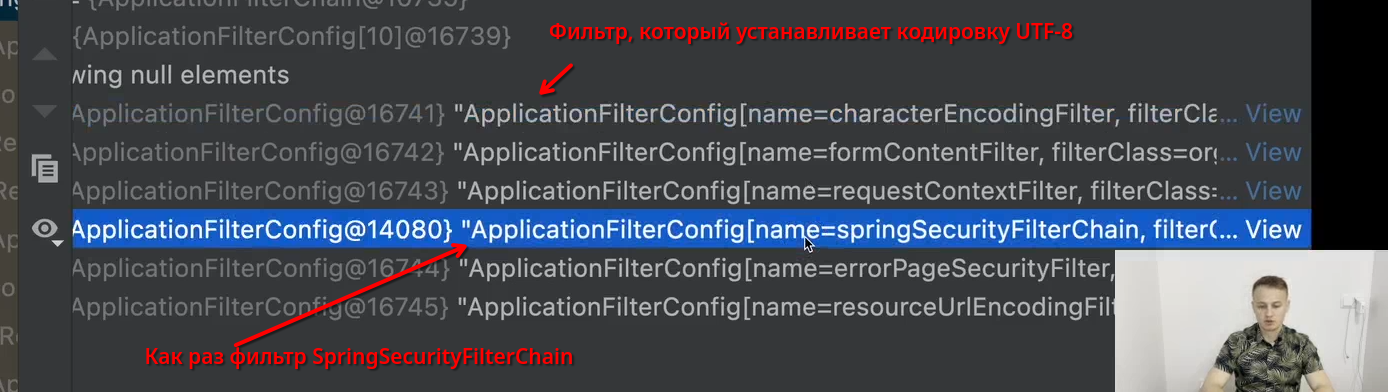 {ApplicationFilterConfig[10]@16739}
Фильтр, который устанавливает кодировку UTF-8
wing null elements
ApplicationFilterConfig@16741} "ApplicationFilterConfig[name=characterEncodingFilter, filterCla... View
ApplicationFilterConfig@16742} "ApplicationFilterConfig[name=formContentFilter, filterClass=org... View
ApplicationFilterConfig@16743} "ApplicationFilterConfig[name=requestContextFilter, filterClass=... View
ApplicationFilterConfig@14080} "ApplicationFilterConfig[name=springSecurityFilterChain, filterC... View
ApplicationFilterConfig@16744} "ApplicationFilterConfig[name=errorPageSecurityFilter,
ApplicationFilterConfig@16745} "ApplicationFilterConfig[name=resourceUrlEncodingFilt
Как раз фильтр SpringSecurityFilterChain